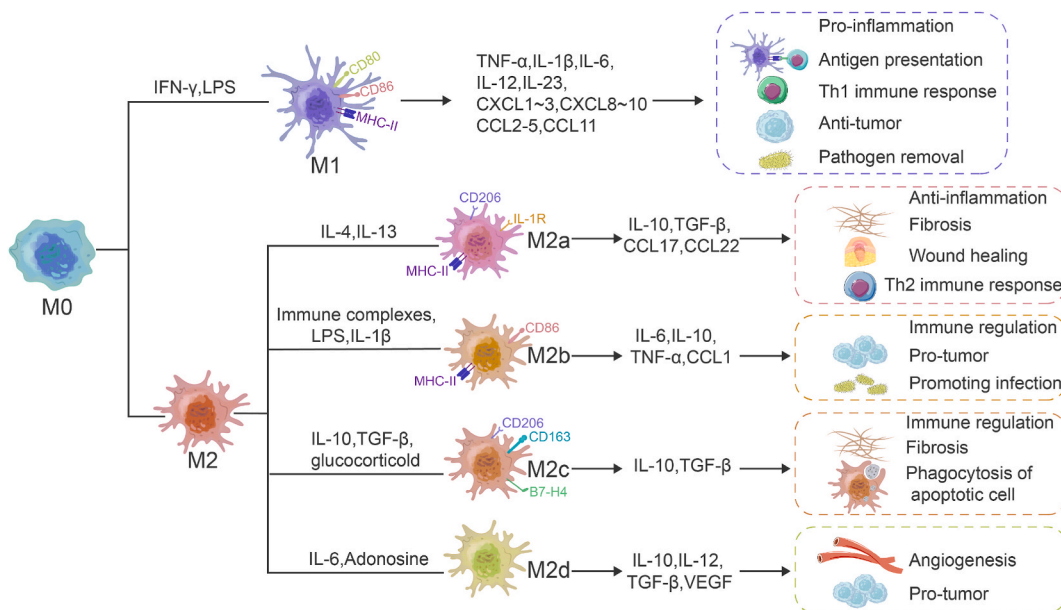 M0
IFN-γ,LPS
CD80
CD86
MHC-II
M1
TNF-α,IL-1β,IL-6,
IL-12,IL-23,
CXCL1~3,CXCL8~10
CCL2-5,CCL11
Pro-inflammation
Antigen presentation
Th1 immune response
Anti-tumor
Pathogen removal
M2
IL-4,IL-13
CD206
IL-1R
MHC-II
M2a
IL-10,TGF-β,
CCL17,CCL22
Anti-inflammation
Fibrosis
Wound healing
Th2 immune response
Immune complexes,
LPS,IL-1β
CD86
MHC-II
M2b
IL-6,IL-10,
TNF-α,CCL1
Immune regulation
Pro-tumor
Promoting infection
IL-10,TGF-β,
glucocorticold
CD206
CD163
B7-H4
M2c
IL-10,TGF-β
Immune regulation
Fibrosis
Phagocytosis of
apoptotic cell
IL-6,Adonosine
M2d
IL-10,IL-12,
TGF-β,VEGF
Angiogenesis
Pro-tumor